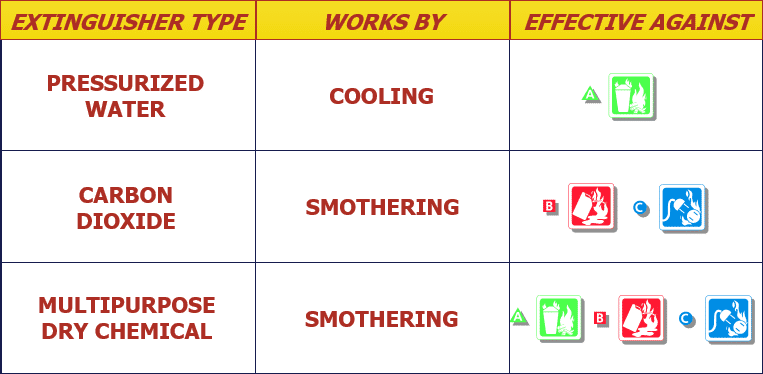 EXTINGUISHER TYPE
WORKS BY
EFFECTIVE AGAINST
PRESSURIZED
WATER
COOLING
A
CARBON
DIOXIDE
SMOTHERING
B
C
MULTIPURPOSE
DRY CHEMICAL
SMOTHERING
A
B
C